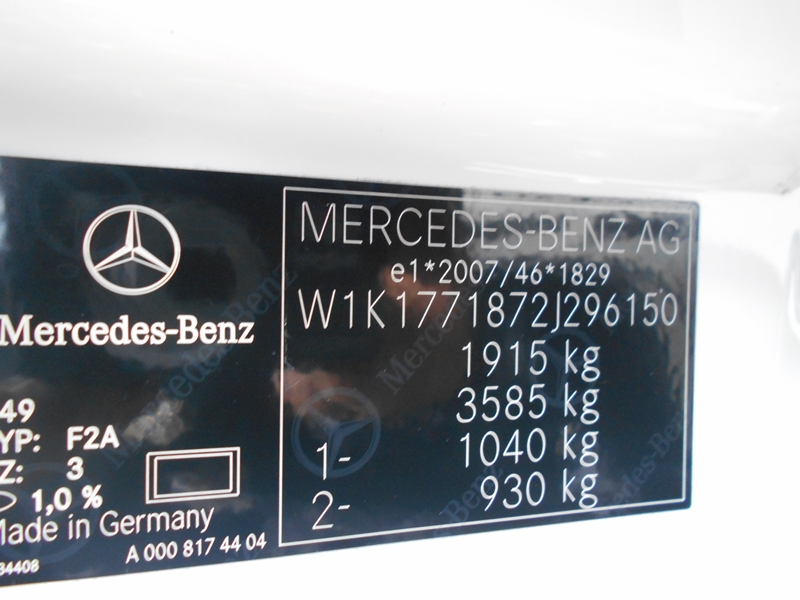 Mercedes-Benz
49
YP: F2A
Z: 3
1,0 %
Made in Germany
A 000 817 44 04
34408
MERCEDES-BENZ AG
e1*2007/46*1829
W1K1771872J296150
1915 kg
3585 kg
1- 1040 kg
2- 930 kg